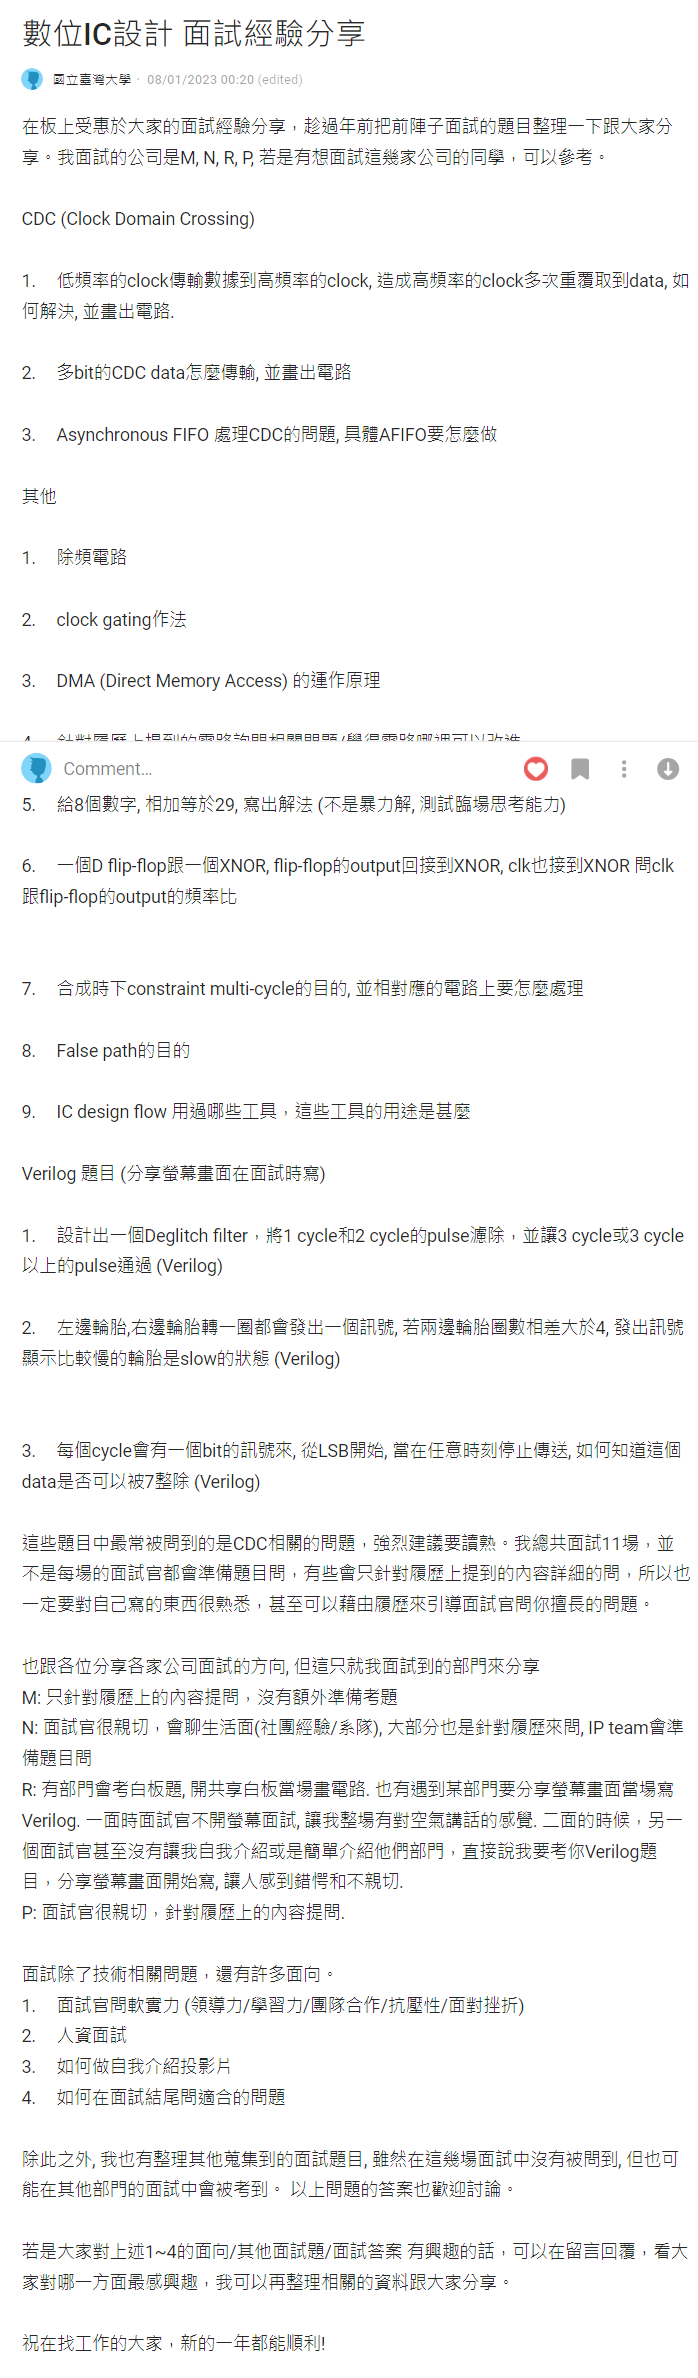 數位IC設計 面試經驗分享
國立臺灣大學 · 08/01/2023 00:20 (edited)
在板上受惠於大家的面試經驗分享，趁過年前把前陣子面試的題目整理一下跟大家分
享。我面試的公司是M, N, R, P, 若是有想面試這幾家公司的同學，可以參考。
CDC (Clock Domain Crossing)
1. 低頻率的clock傳輸數據到高頻率的clock, 造成高頻率的clock多次重覆取到data, 如
何解決, 並畫出電路.
2. 多bit的CDC data怎麼傳輸, 並畫出電路
3. Asynchronous FIFO 處理CDC的問題, 具體AFIFO要怎麼做
其他
1. 除頻電路
2. clock gating作法
3. DMA (Direct Memory Access) 的運作原理
4. 針對履歷上提到的電路詢問相關問題/覺得電路哪裡可以改進
Comment...
5. 給8個數字, 相加等於29, 寫出解法 (不是暴力解, 測試臨場思考能力)
6. 一個D flip-flop跟一個XNOR, flip-flop的output回接到XNOR, clk也接到XNOR 問clk
跟flip-flop的output的頻率比
7. 合成時下constraint multi-cycle的目的, 並相對應的電路上要怎麼處理
8. False path的目的
9. IC design flow 用過哪些工具，這些工具的用途是甚麼
Verilog 題目 (分享螢幕畫面在面試時寫)
1. 設計出一個Deglitch filter，將1 cycle和2 cycle的pulse濾除，並讓3 cycle或3 cycle
以上的pulse通過 (Verilog)
2. 左邊輪胎,右邊輪胎轉一圈都會發出一個訊號, 若兩邊輪胎圈數相差大於4, 發出訊號
顯示比較慢的輪胎是slow的狀態 (Verilog)
3. 每個cycle會有一個bit的訊號來, 從LSB開始, 當在任意時刻停止傳送, 如何知道這個
data是否可以被7整除 (Verilog)
這些題目中最常被問到的是CDC相關的問題，強烈建議要讀熟。我總共面試11場，並
不是每場的面試官都會準備題目問，有些會只針對履歷上提到的內容詳細的問，所以也
一定要對自己寫的東西很熟悉，甚至可以藉由履歷來引導面試官問你擅長的問題。
也跟各位分享各家公司面試的方向, 但這只就我面試到的部門來分享
M: 只針對履歷上的內容提問，沒有額外準備考題
N: 面試官很親切，會聊生活面(社團經驗/系隊), 大部分也是針對履歷來問, IP team會準
備題目問
R: 有部門會考白板題, 開共享白板當場畫電路. 也有遇到某部門要分享螢幕畫面當場寫
Verilog. 一面時面試官不開螢幕面試, 讓我整場有對空氣講話的感覺. 二面的時候，另一
個面試官甚至沒有讓我自我介紹或是簡單介紹他們部門，直接說我要考你Verilog題
目，分享螢幕畫面開始寫, 讓人感到錯愕和不親切.
P: 面試官很親切，針對履歷上的內容提問.
面試除了技術相關問題，還有許多面向。
1. 面試官問軟實力 (領導力/學習力/團隊合作/抗壓性/面對挫折)
2. 人資面試
3. 如何做自我介紹投影片
4. 如何在面試結尾問適合的問題
除此之外, 我也有整理其他蒐集到的面試題目, 雖然在這幾場面試中沒有被問到, 但也可
能在其他部門的面試中會被考到。 以上問題的答案也歡迎討論。
若是大家對上述1~4的面向/其他面試題/面試答案 有興趣的話，可以在留言回覆，看大
家對哪一方面最感興趣，我可以再整理相關的資料跟大家分享。
祝在找工作的大家，新的一年都能順利!